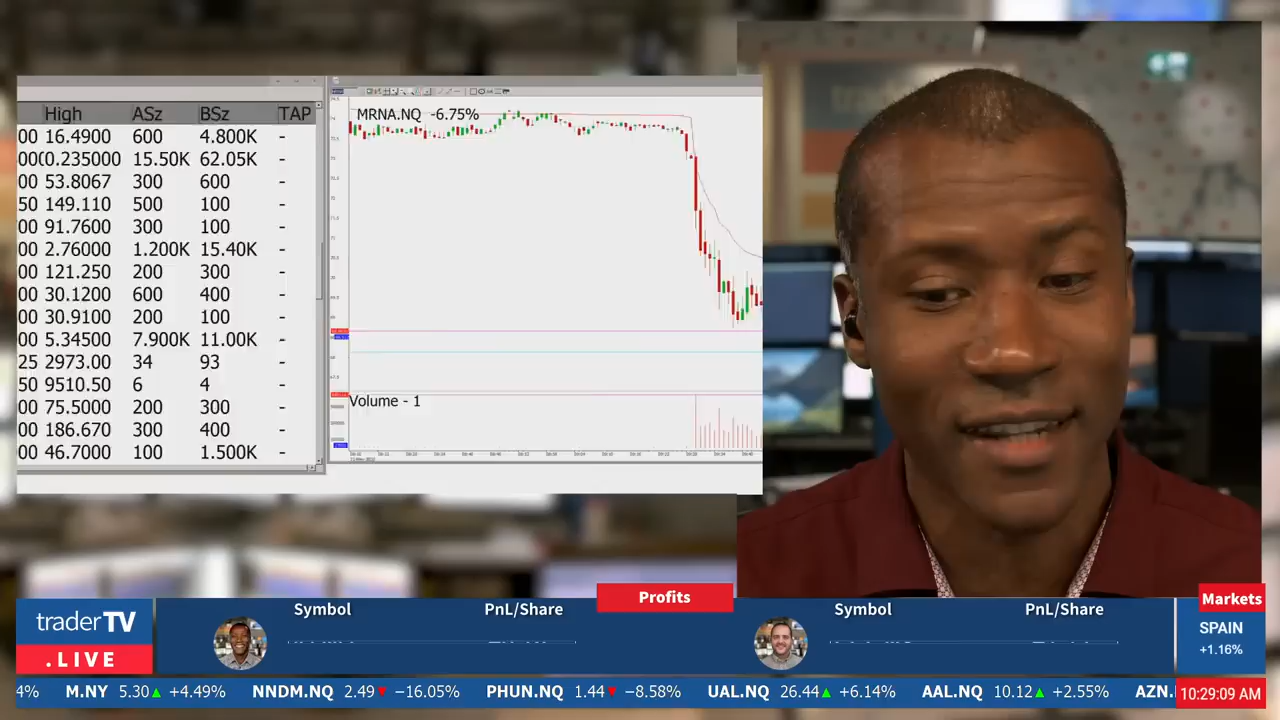 High ASz BSz TAP
00 16.4900 600 4.800K -
000(0.235000 15.50K 62.05K -
00 53.8067 300 600 -
50 149.110 500 100 -
00 91.7600 300 100 -
00 2.76000 1.200K 15.40K -
00 121.250 200 300 -
00 30.1200 600 400 -
00 30.9100 200 100 -
00 5.34500 7.900K 11.00K -
25 2973.00 34 93 -
50 9510.50 6 4 -
00 75.5000 200 300 -
00 186.670 300 400 -
00 46.7000 100 1.500K -
MRNA.NQ -6.75%
Volume - 1
Profits
Symbol PnL/Share
Symbol PnL/Share
traderTV
.LIVE
Markets
SPAIN
+1.16%
4% M.NY 5.30▲ +4.49% NNDM.NQ 2.49▼ −16.05% PHUN.NQ 1.44▼ −8.58% UAL.NQ 26.44▲ +6.14% AAL.NQ 10.12▲ +2.55% AZN.
10:29:09 AM